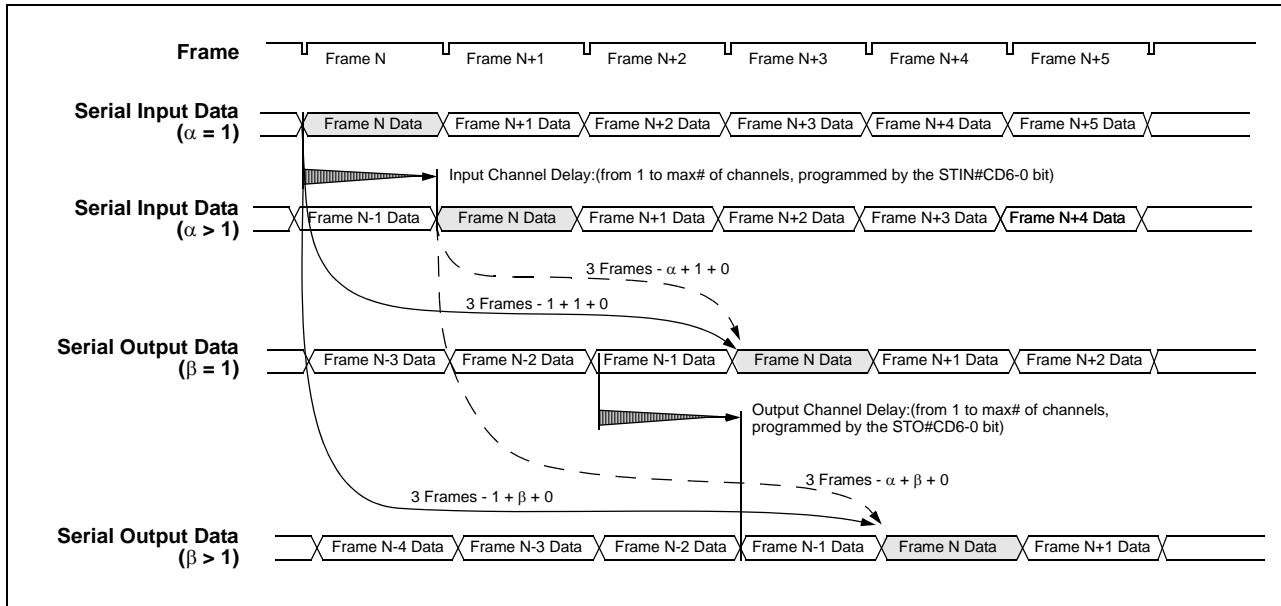 Frame
Frame N
Frame N+1
Frame N+2
Frame N+3
Frame N+4
Frame N+5
Serial Input Data
(α = 1)
Frame N Data
Frame N+1 Data
Frame N+2 Data
Frame N+3 Data
Frame N+4 Data
Frame N+5 Data
Input Channel Delay:(from 1 to max# of channels, programmed by the STIN#CD6-0 bit)
Serial Input Data
(α > 1)
Frame N-1 Data
Frame N Data
Frame N+1 Data
Frame N+2 Data
Frame N+3 Data
Frame N+4 Data
3 Frames - α + 1 + 0
3 Frames - 1 + 1 + 0
Serial Output Data
(β = 1)
Frame N-3 Data
Frame N-2 Data
Frame N-1 Data
Frame N Data
Frame N+1 Data
Frame N+2 Data
Output Channel Delay:(from 1 to max# of channels,
programmed by the STO#CD6-0 bit)
3 Frames - α + β + 0
3 Frames - 1 + β + 0
Serial Output Data
(β > 1)
Frame N-4 Data
Frame N-3 Data
Frame N-2 Data
Frame N-1 Data
Frame N Data
Frame N+1 Data